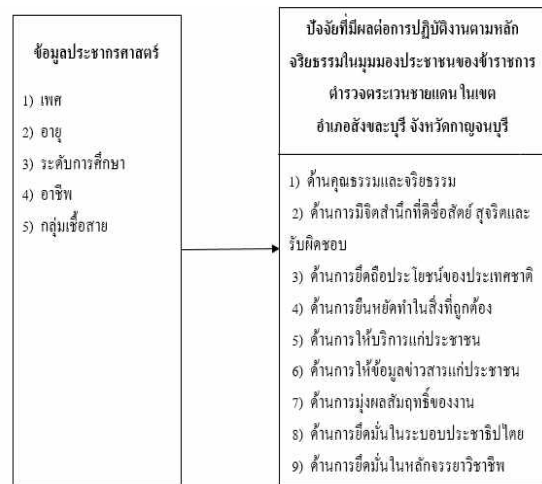 ข้อมูลประชากรศาสตร์
1) เพศ
2) อายุ
3) ระดับการศึกษา
4) อาชีพ
5) กลุ่มเชื้อสาย
ปัจจัยที่มีผลต่อการปฏิบัติงานตามหลัก
จริยธรรมในมุมมองประชาชนของข้าราชการ
ตำรวจตระเวนชายแดน ในเขต
อำเภอสังขละบุรี จังหวัดกาญจนบุรี
1) ด้านคุณธรรมและจริยธรรม
2) ด้านการมีจิตสำนึกที่ดีซื่อสัตย์ สุจริตและ
รับผิดชอบ
3) ด้านการยึดถือประโยชน์ของประเทศชาติ
4) ด้านการยืนหยัดทำในสิ่งที่ถูกต้อง
5) ด้านการให้บริการแก่ประชาชน
6) ด้านการให้ข้อมูลข่าวสารแก่ประชาชน
7) ด้านการมุ่งผลสัมฤทธิ์ของงาน
8) ด้านการยึดมั่นในระบอบประชาธิปไตย
9) ด้านการยึดมั่นในหลักจรรยาวิชาชีพ